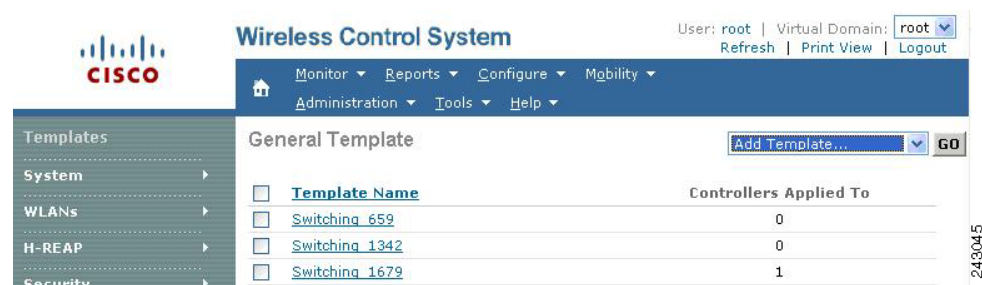 CISCO
Wireless Control System
User: root | Virtual Domain: root
Refresh | Print View | Logout
Monitor Reports Configure Mobility
Administration Tools Help
Templates
System
WLANs
H-REAP
Security
General Template
Add Template... GO
Template Name Controllers Applied To
Switching_659 0
Switching_1342 0
Switching_1679 1
243045